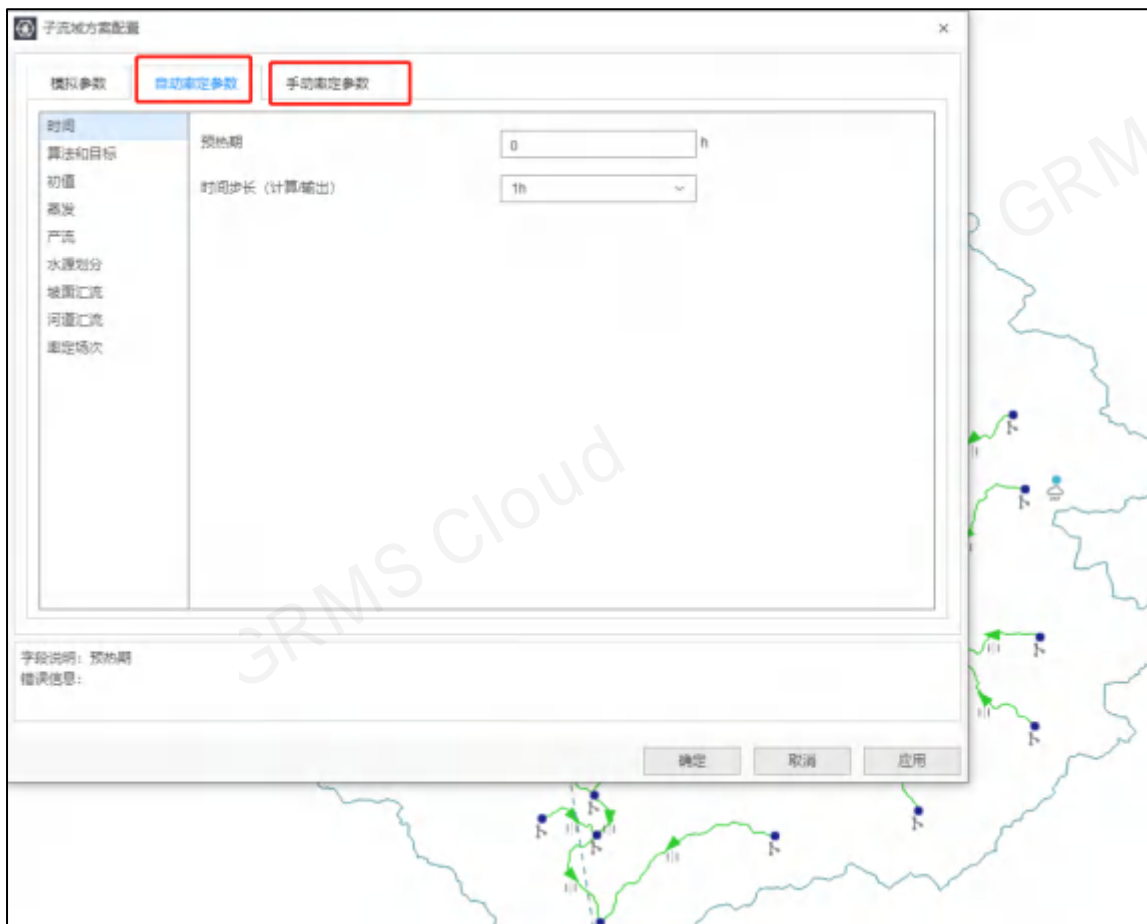 子流域方案配置
模拟参数 自动率定参数 手动率定参数
时间
算法和目标
初值
蒸发
产流
水源划分
坡面汇流
河道汇流
率定场次
预热期 0 h
时间步长（计算/输出） 1h
字段说明：预热期
错误信息：
确定 取消 应用
GRMS Cloud
GRM